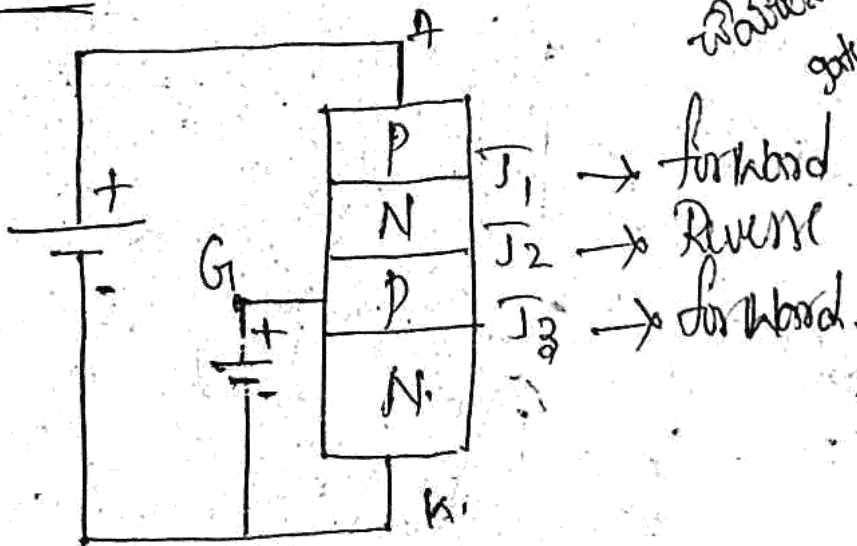 A
+
-
P
N
P
N.
J1 → forward
J2 → Reverse
J3 → forward.
G
+
-
K.